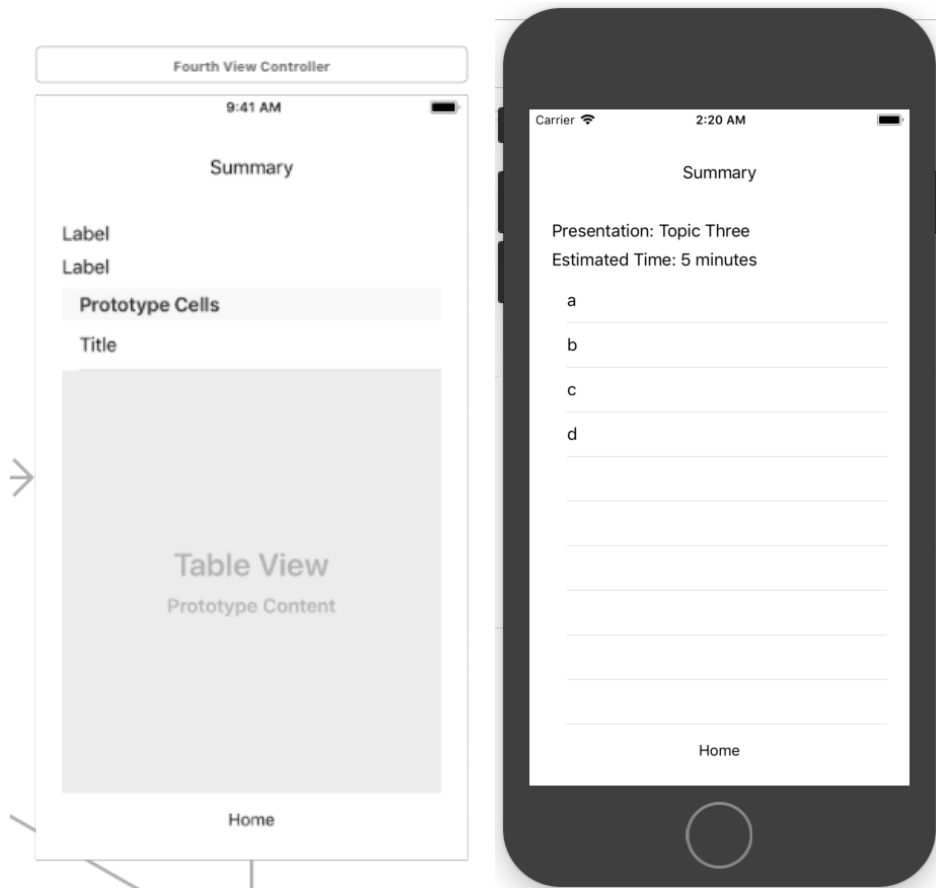 Fourth View Controller
9:41 AM
Summary
Label
Label
Prototype Cells
Title
Table View
Prototype Content
Home
Carrier 2:20 AM
Summary
Presentation: Topic Three
Estimated Time: 5 minutes
a
b
c
d
Home